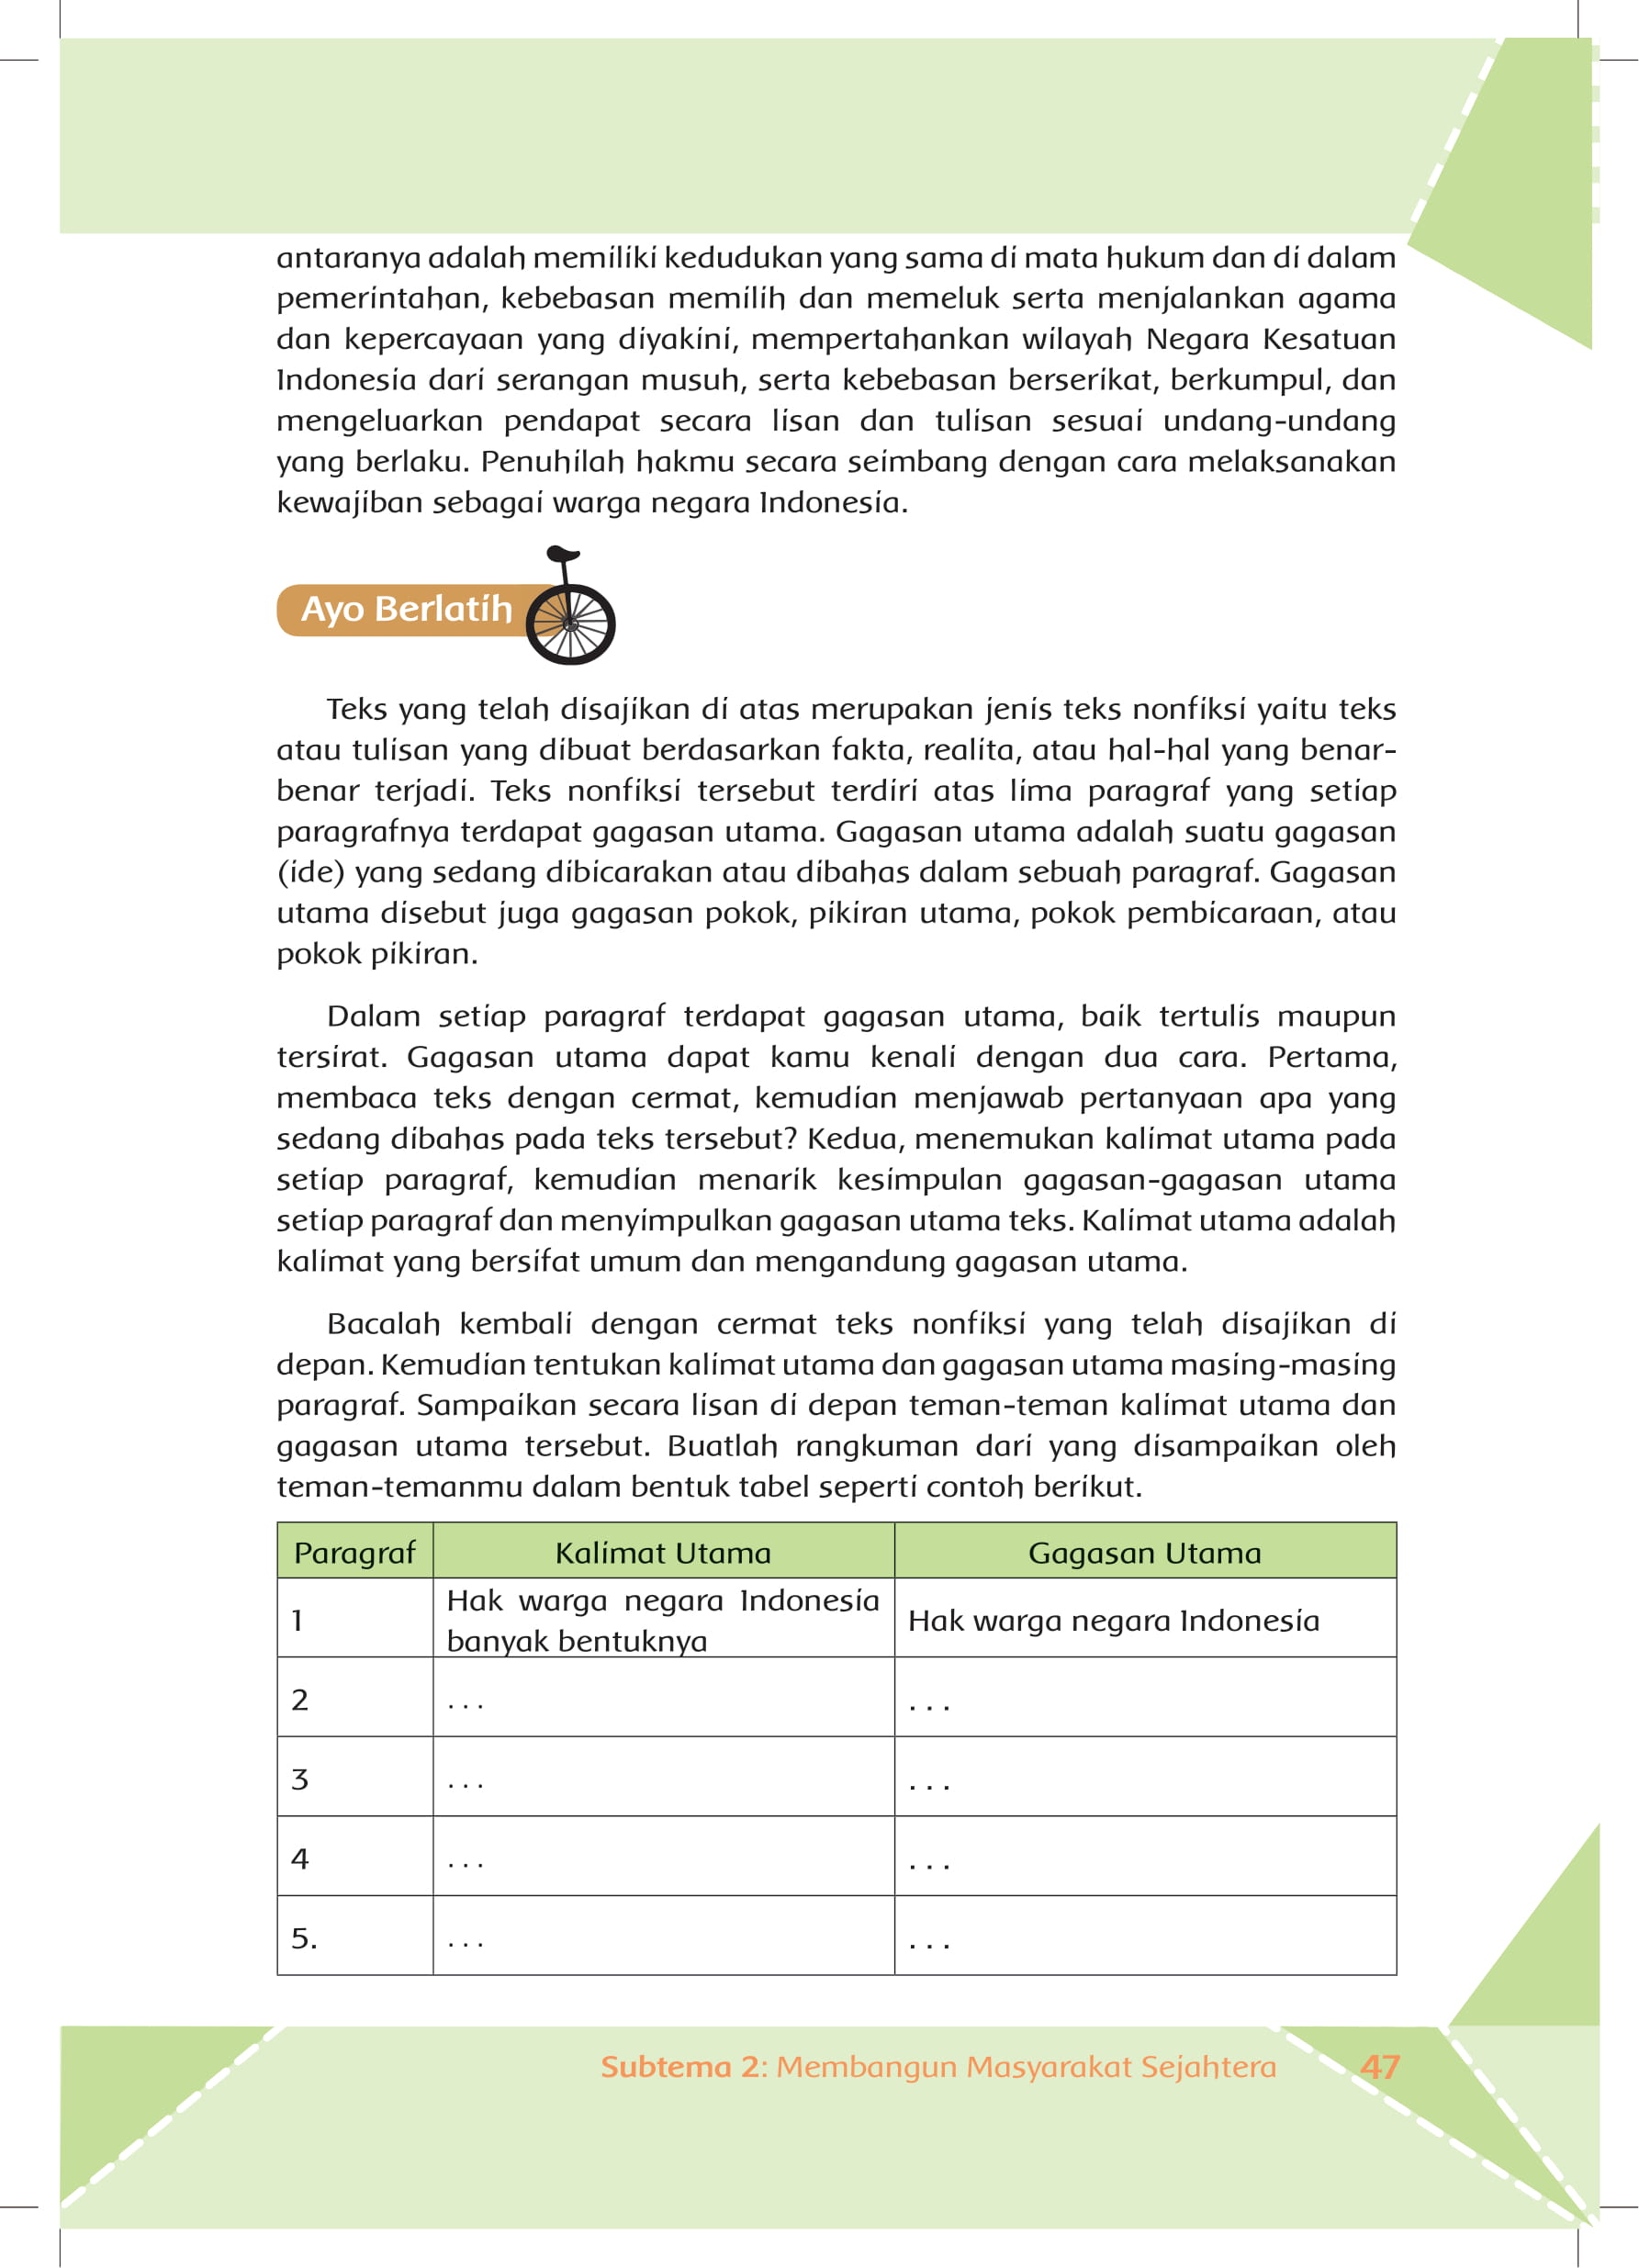 antaranya adalah memiliki kedudukan yang sama di mata hukum dan di dalam
pemerintahan, kebebasan memilih dan memeluk serta menjalankan agama
dan kepercayaan yang diyakini, mempertahankan wilayah Negara Kesatuan
Indonesia dari serangan musuh, serta kebebasan berserikat, berkumpul, dan
mengeluarkan pendapat secara lisan dan tulisan sesuai undang-undang
yang berlaku. Penuhilah hakmu secara seimbang dengan cara melaksanakan
kewajiban sebagai warga negara Indonesia.
Ayo Berlatih
Teks yang telah disajikan di atas merupakan jenis teks nonfiksi yaitu teks
atau tulisan yang dibuat berdasarkan fakta, realita, atau hal-hal yang benar-
benar terjadi. Teks nonfiksi tersebut terdiri atas lima paragraf yang setiap
paragrafnya terdapat gagasan utama. Gagasan utama adalah suatu gagasan
(ide) yang sedang dibicarakan atau dibahas dalam sebuah paragraf. Gagasan
utama disebut juga gagasan pokok, pikiran utama, pokok pembicaraan, atau
pokok pikiran.
Dalam setiap paragraf terdapat gagasan utama, baik tertulis maupun
tersirat. Gagasan utama dapat kamu kenali dengan dua cara. Pertama,
membaca teks dengan cermat, kemudian menjawab pertanyaan apa yang
sedang dibahas pada teks tersebut? Kedua, menemukan kalimat utama pada
setiap paragraf, kemudian menarik kesimpulan gagasan-gagasan utama
setiap paragraf dan menyimpulkan gagasan utama teks. Kalimat utama adalah
kalimat yang bersifat umum dan mengandung gagasan utama.
Bacalah kembali dengan cermat teks nonfiksi yang telah disajikan di
depan. Kemudian tentukan kalimat utama dan gagasan utama masing-masing
paragraf. Sampaikan secara lisan di depan teman-teman kalimat utama dan
gagasan utama tersebut. Buatlah rangkuman dari yang disampaikan oleh
teman-temanmu dalam bentuk tabel seperti contoh berikut.
Paragraf Kalimat Utama Gagasan Utama
1 Hak warga negara Indonesia
banyak bentuknya Hak warga negara Indonesia
2 . . . . . .
3 . . . . . .
4 . . . . . .
5. . . . . . .
Subtema 2: Membangun Masyarakat Sejahtera 47